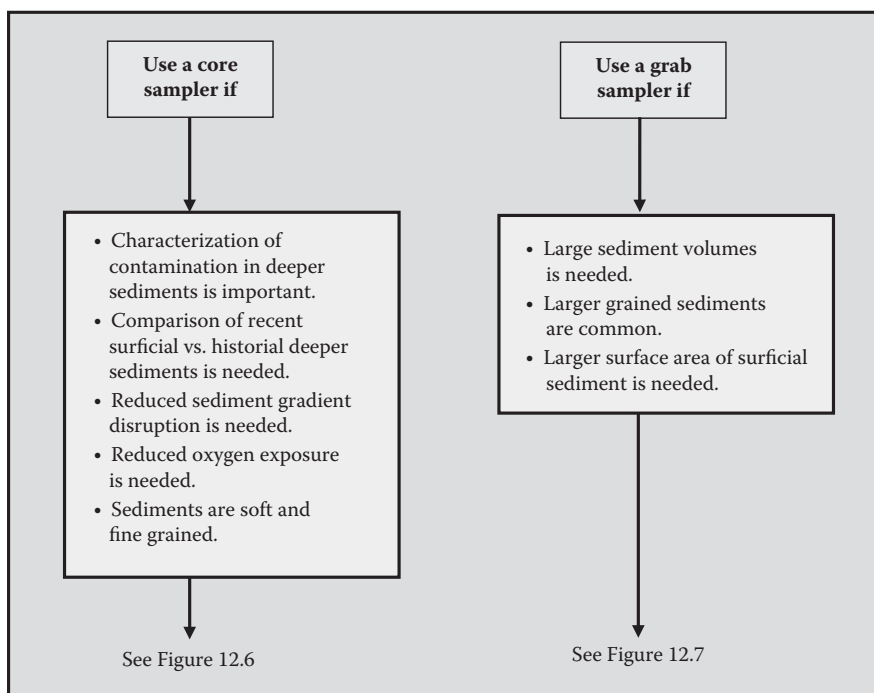 Use a core
sampler if
• Characterization of
contamination in deeper
sediments is important.
• Comparison of recent
surficial vs. historial deeper
sediments is needed.
• Reduced sediment gradient
disruption is needed.
• Reduced oxygen exposure
is needed.
• Sediments are soft and
fine grained.
See Figure 12.6
Use a grab
sampler if
• Large sediment volumes
is needed.
• Larger grained sediments
are common.
• Larger surface area of surficial
sediment is needed.
See Figure 12.7